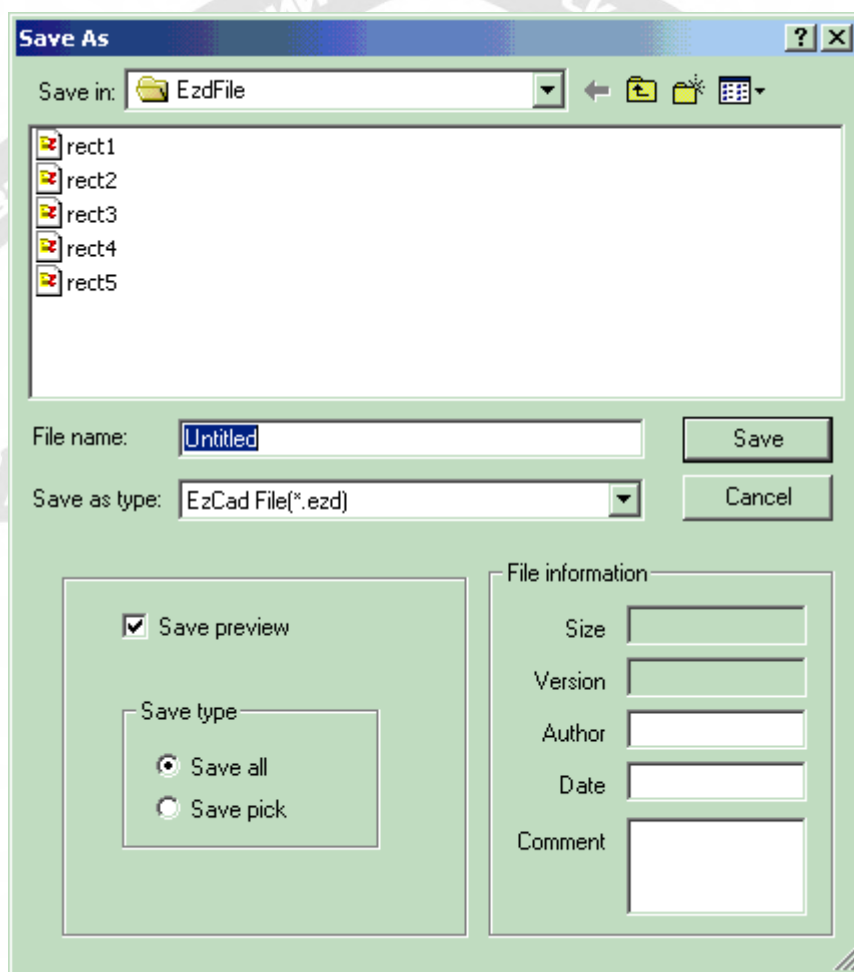 Save As
Save in: EzdFile
rect1
rect2
rect3
rect4
rect5
File name: Untitled Save
Save as type: EzCad File(*.ezd) Cancel
Save preview
Save type
Save all
Save pick
File information
Size
Version
Author
Date
Comment